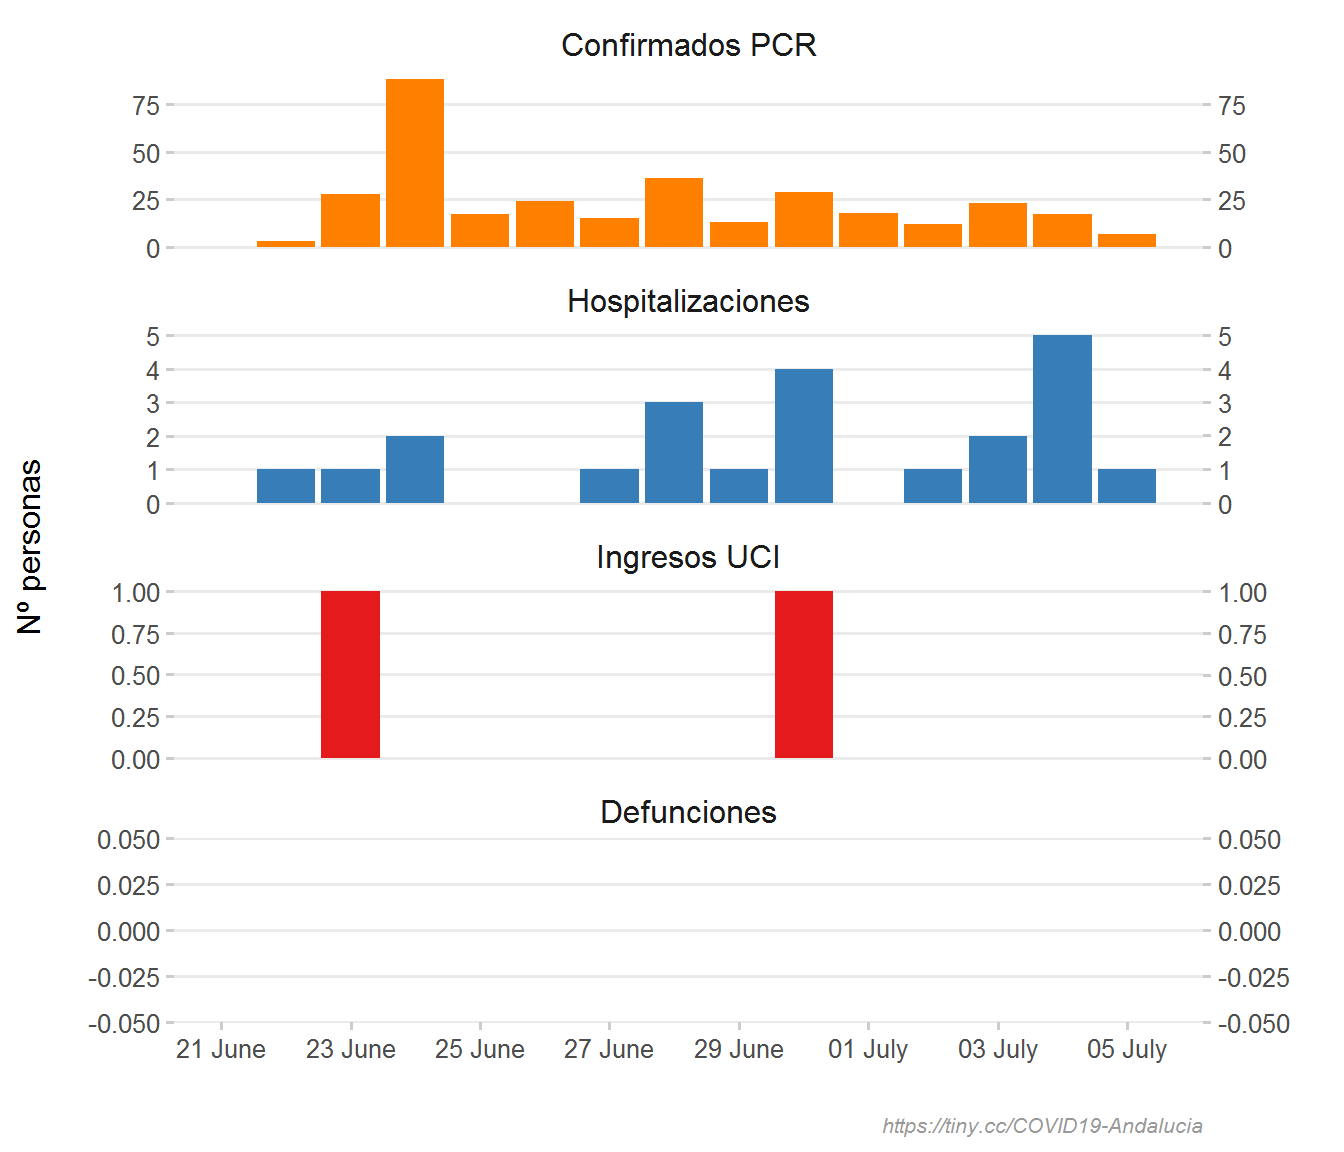 Confirmados PCR
75 75
50 50
25 25
0 0
Hospitalizaciones
5 5
4 4
3 3
2 2
1 1
0 0
Nº personas
Ingresos UCI
1.00 1.00
0.75 0.75
0.50 0.50
0.25 0.25
0.00 0.00
Defunciones
0.050 0.050
0.025 0.025
0.000 0.000
-0.025 -0.025
-0.050 -0.050
21 June 23 June 25 June 27 June 29 June 01 July 03 July 05 July
https://tiny.cc/COVID19-Andalucia